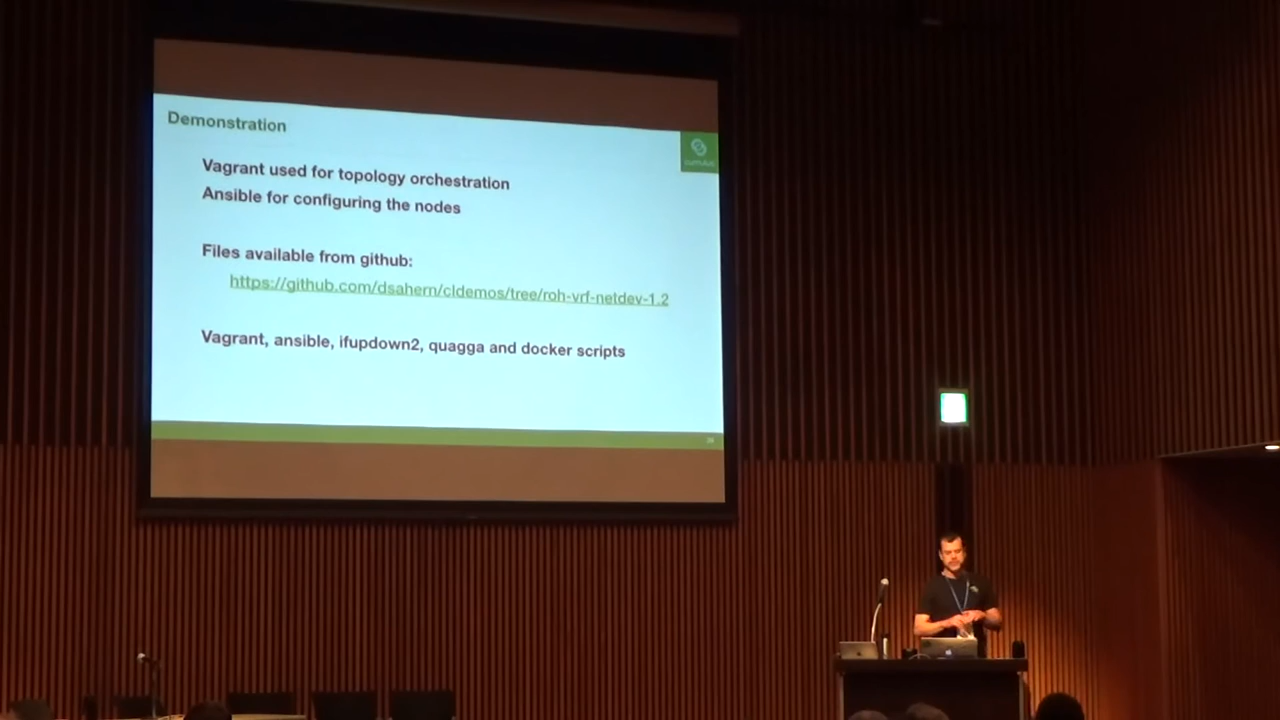 Demonstration
Vagrant used for topology orchestration
Ansible for configuring the nodes
Files available from github:
https://github.com/dsahern/cldemos/tree/roh-vrf-netdev-1.2
Vagrant, ansible, ifupdown2, quagga and docker scripts